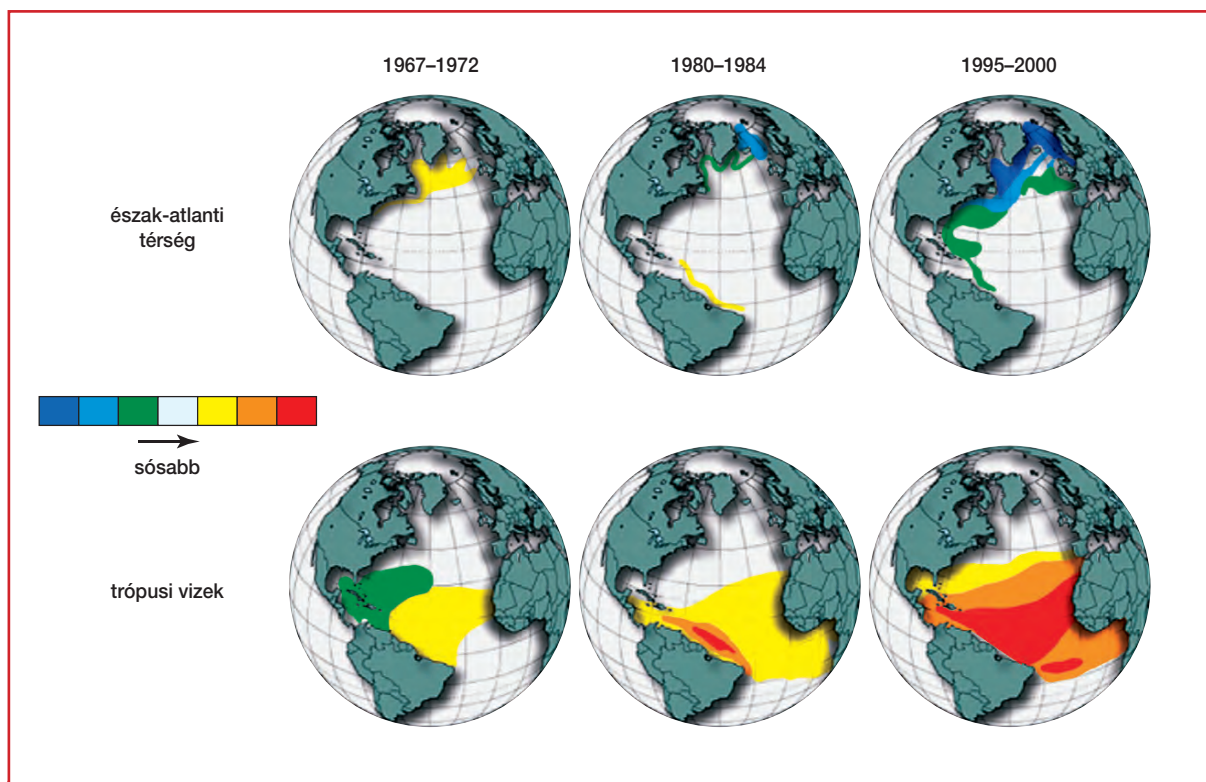 1967–1972
1980–1984
1995–2000
észak-atlanti
térség
sósabb
trópusi vizek